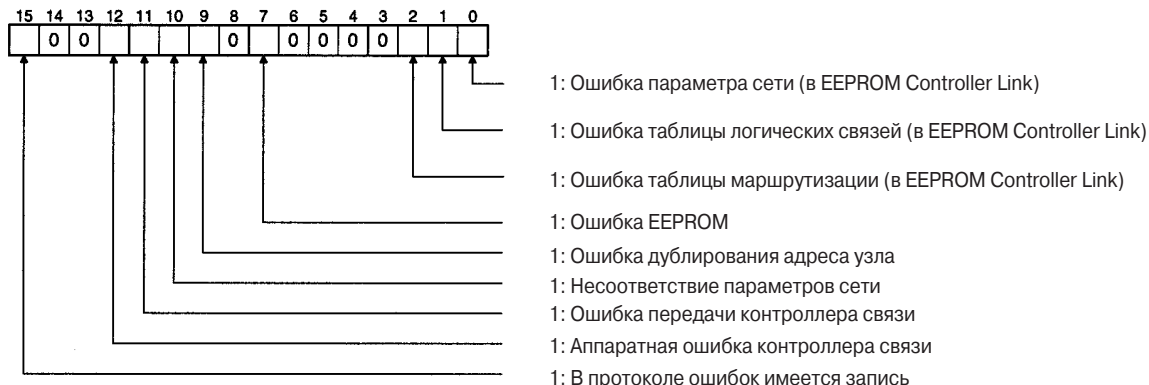 15 14 13 12 11 10 9 8 7 6 5 4 3 2 1 0
0 0 0 0 0 0 0
1: Ошибка параметра сети (в EEPROM Controller Link)
1: Ошибка таблицы логических связей (в EEPROM Controller Link)
1: Ошибка таблицы маршрутизации (в EEPROM Controller Link)
1: Ошибка EEPROM
1: Ошибка дублирования адреса узла
1: Несоответствие параметров сети
1: Ошибка передачи контроллера связи
1: Аппаратная ошибка контроллера связи
1: В протоколе ошибок имеется запись